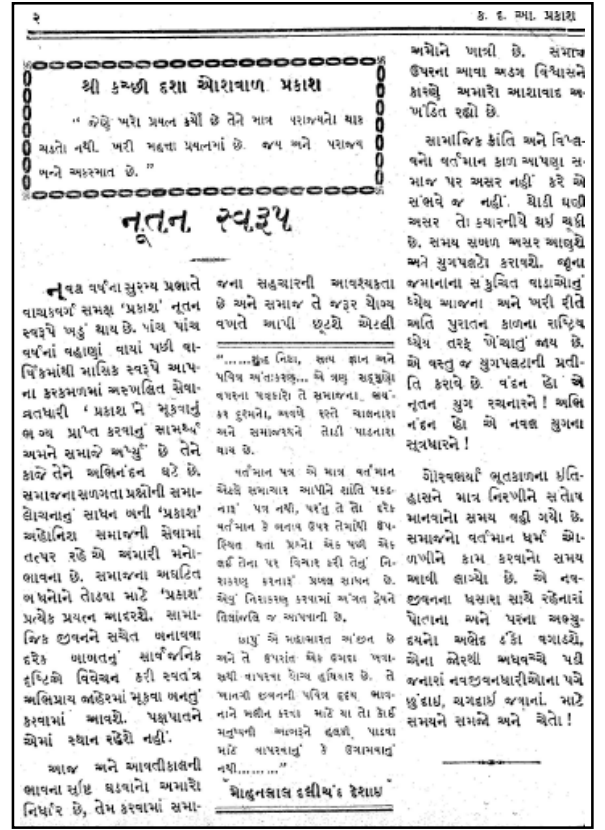 ૨
ક. દ. ઓ. પ્રકાશ
શ્રી કચ્છી દશા ઓશવાળ પ્રકાશ
“ જેણે ખરો પ્રયત્ન કર્યો છે તેને માત્ર પરાજયનો થાક
ચડતો નથી. ખરી મહત્તા પ્રયત્નમાં છે. જય અને પરાજય
બન્ને અકસ્માત છે. ”
નૂતન સ્વરૂપ
નૂવલ વર્ષના સુરમ્ય પ્રભાતે
વાચકવર્ગ સમક્ષ ‘પ્રકાશ’ નૂતન
સ્વરૂપે ખડું થાય છે. પાંચ પાંચ
વર્ષનાં વહાણાં વાયાં પછી વા-
ર્ષિકમાંથી માસિક સ્વરૂપે આપ-
ના કરકમળમાં અસ્ખલિત સેવા-
વ્રતધારી ‘પ્રકાશ’ને મૂકવાનું
ભાગ્ય પ્રાપ્ત કરવાનું સામર્થ્ય
અમને સમાજે અર્પ્યું છે તેને
કાજે તેને અભિનંદન ઘટે છે.
સમાજના સળગતા પ્રશ્નોની સમા-
લોચનાનું સાધન બની ‘પ્રકાશ’
અહોનિશ સમાજની સેવામાં
તત્પર રહે એ અમારી મનો-
ભાવના છે. સમાજના અઘટિત
બંધનોને તોડવા માટે ‘પ્રકાશ’
પ્રત્યેક પ્રયત્ન આદરશે. સામા-
જિક જીવનને સચેત બનાવવા
દરેક બાબતનું સાર્વજનિક
દૃષ્ટિએ વિવેચન કરી સ્વતંત્ર
અભિપ્રાય જાહેરમાં મૂકવા બનતું
કરવામાં આવશે. પક્ષપાતને
એમાં સ્થાન રહેશે નહીં.
આજ અને આવતીકાલની
ભાવના સૃષ્ટિ ઘડવાનો અમારો
નિર્ધાર છે, તેમ કરવામાં સમા-
જના સહચારની આવશ્યકતા
છે અને સમાજ તે જરૂર યોગ્ય
વખતે આપી છૂટશે એટલી
“......શુદ્ધ નિષ્ઠા, સત્ય જ્ઞાન અને
પવિત્ર અંતઃકરણ... એ ત્રણ સદ્‌ગુણો
વગરના પત્રકારો તે સમાજના ભયં-
કર દુશ્મનો, અવળે રસ્તે ચાલનારા
અને સમાજરથને તોડી પાડનારા
થાય છે.
વર્તમાન પત્ર એ માત્ર વર્તમાન
એટલે સમાચાર આપીને શાંતિ પકડ-
નારૂં પત્ર નથી, પરંતુ તે તો દરેક
વર્તમાન કે બનાવ ઉપર તેમાંથી ઉપ-
સ્થિત થતા પ્રશ્નો એક પછી એક
લઈ તેના પર વિચાર કરી તેનું નિ-
રાકરણ કરનારૂં પ્રબળ સાધન છે.
એવું નિરાકરણ કરવામાં અંગત દ્વેષને
તિલાંજલિ જ આપવાની છે.
છાપું એ મહાભારત એંજીન છે
અને તે ઉપરાંત એક ઉમદા ખંત-
સથી વાપરવા યોગ્ય હથિયાર છે. તે
ખાનગી જીવનની પવિત્ર હૃદય ભાવ-
નાને મલીન કરવા માટે યા તો કોઈ
મનુષ્યની આબરૂને હલકી પાડવા
માટે વાપરવાનું કે ઉગામવાનું
નથી.........”
મોહનલાલ દલીચંદ દેશાઈ
અમોને ખાત્રી છે. સમાજ
ઉપરના આવા અડગ વિશ્વાસને
કારણે અમારો આશાવાદ અ-
ખંડિત રહ્યો છે.
સામાજિક ક્રાંતિ અને વિપ્લ-
વનો વર્તમાન કાળ આપણા સ-
માજ પર અસર નહીં કરે એ
સંભવે જ નહીં. થોડી ઘણી
અસર તો કયારનીયે થઈ ચૂકી
છે. સમય સબળ અસર આણશે
અને યુગપલટો કરાવશે. જૂના
જમાનાના સંકુચિત વાડાઓનું
ધ્યેય આજના અને ખરી રીતે
અતિ પુરાતન કાળના રાષ્ટ્રિય
ધ્યેય તરફ ખેંચાતું જાય છે.
એ વસ્તુ જ યુગપલટાની પ્રતી-
તિ કરાવે છે. વંદન હો એ
નૂતન યુગ રચનારને! અભિ
નંદન હો એ નવલ યુગના
સૂત્રધારને!
ગૌરવભર્યા ભૂતકાળના ઈતિ-
હાસને માત્ર નિરખીને સંતોષ
માનવાનો સમય વહી ગયો છે.
સમાજનો વર્તમાન ધર્મ ઓ-
ળખીને કામ કરવાનો સમય
આવી લાગ્યો છે. એ નવ-
જીવનના ધસારા સાથે રહેનારાં
પોતાના અને પરના અભ્યુ-
દયનો અભેદ ડંકો વગાડશે,
એના જોરથી અધવચ્ચે પડી
જનારાં નવજીવનધારીઓના પગે
છુંદાઇ, ચગદાઈ જવાનાં. માટે
સમયને સમજો અને ચેતો!